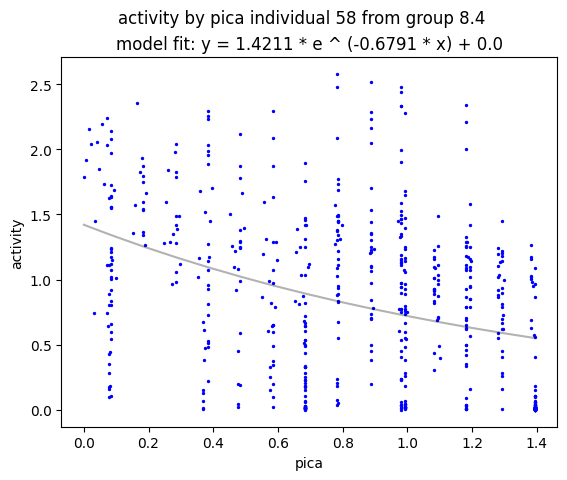 activity by pica individual 58 from group 8.4
model fit: y = 1.4211 * e ^ (-0.6791 * x) + 0.0
2.5
2.0
1.5
1.0
0.5
0.0
activity
0.0 0.2 0.4 0.6 0.8 1.0 1.2 1.4
pica